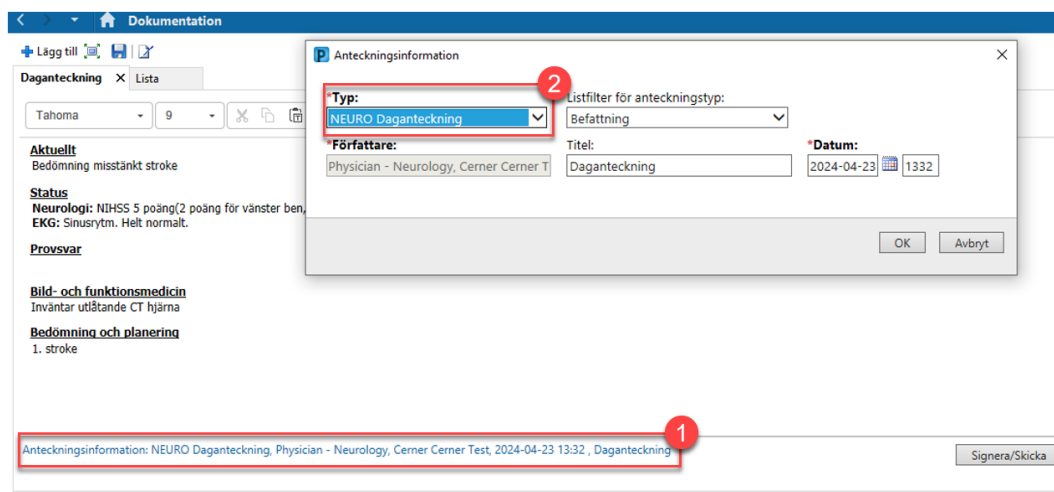 Dokumentation
Lägg till
Daganteckning X Lista
Tahoma 9
Aktuellt
Bedömning misstänkt stroke
Status
Neurologi: NIHSS 5 poäng(2 poäng för vänster ben,
EKG: Sinusrytm. Helt normalt.
Provsvar
Bild- och funktionsmedicin
Inväntar utlåtande CT hjärna
Bedömning och planering
1. stroke
P Anteckningsinformation
2
*Typ: Listfilter för anteckningstyp:
NEURO Daganteckning Befattning
*Författare: Titel: *Datum:
Physician - Neurology, Cerner Cerner T Daganteckning 2024-04-23 1332
OK Avbryt
1
Anteckningsinformation: NEURO Daganteckning, Physician - Neurology, Cerner Cerner Test, 2024-04-23 13:32 , Daganteckning
Signera/Skicka